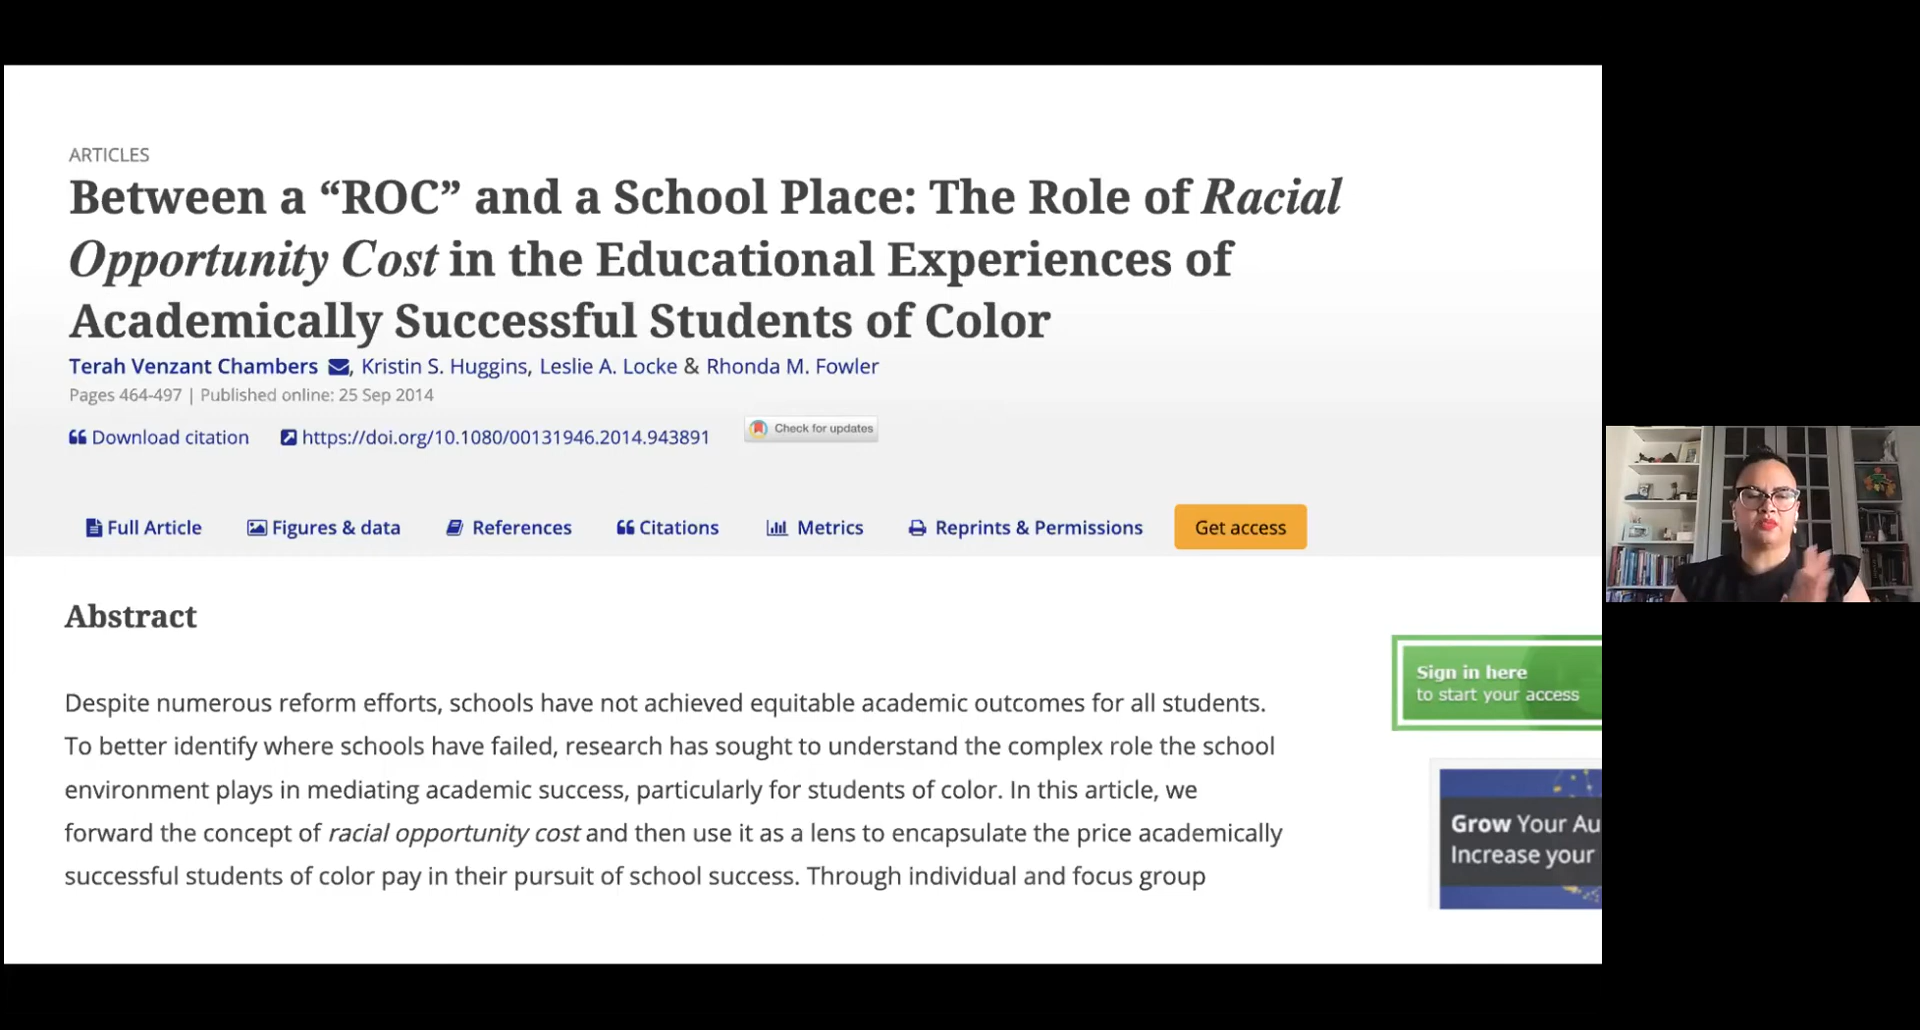 ARTICLES
Between a “ROC” and a School Place: The Role of Racial
Opportunity Cost in the Educational Experiences of
Academically Successful Students of Color
Terah Venzant Chambers, Kristin S. Huggins, Leslie A. Locke & Rhonda M. Fowler
Pages 464-497 | Published online: 25 Sep 2014
Download citation https://doi.org/10.1080/00131946.2014.943891 Check for updates
Full Article Figures & data References Citations Metrics Reprints & Permissions Get access
Abstract
Despite numerous reform efforts, schools have not achieved equitable academic outcomes for all students.
To better identify where schools have failed, research has sought to understand the complex role the school
environment plays in mediating academic success, particularly for students of color. In this article, we
forward the concept of racial opportunity cost and then use it as a lens to encapsulate the price academically
successful students of color pay in their pursuit of school success. Through individual and focus group
Sign in here
to start your access
Grow Your Au
Increase your